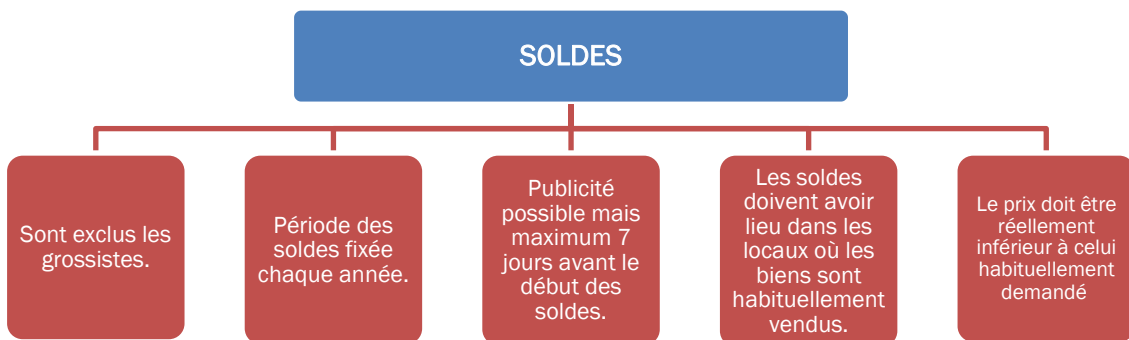 SOLDES
Sont exclus les
grossistes.
Période des
soldes fixée
chaque année.
Publicité
possible mais
maximum 7
jours avant le
début des
soldes.
Les soldes
doivent avoir
lieu dans les
locaux où les
biens sont
habituellement
vendus.
Le prix doit être
réellement
inférieur à celui
habituellement
demandé